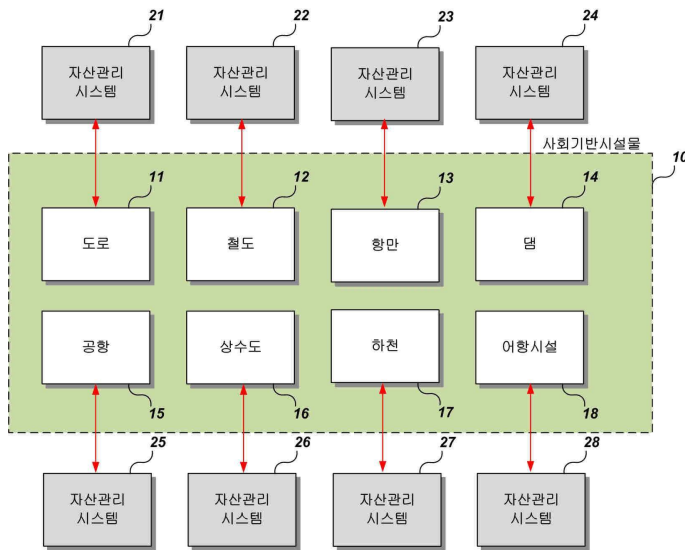 21
22
23
24
자산관리
시스템
자산관리
시스템
자산관리
시스템
자산관리
시스템
사회기반시설물
10
11
12
13
14
도로
철도
항만
댐
공항
상수도
하천
어항시설
15
16
17
18
25
26
27
28
자산관리
시스템
자산관리
시스템
자산관리
시스템
자산관리
시스템